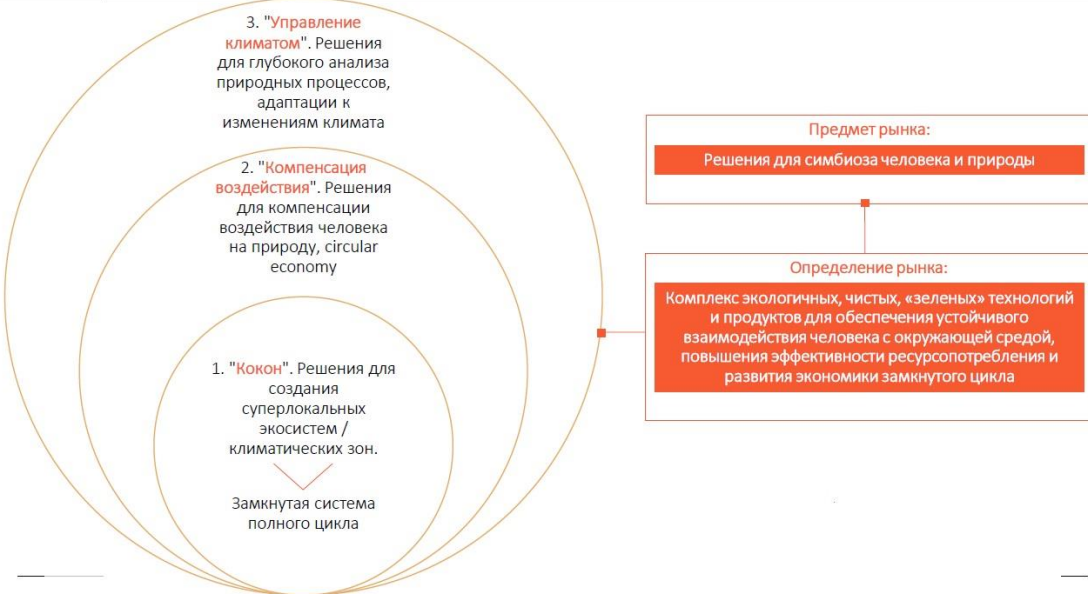 3. "Управление
климатом". Решения
для глубокого анализа
природных процессов,
адаптации к
изменениям климата
2. "Компенсация
воздействия". Решения
для компенсации
воздействия человека
на природу, circular
economy
1. "Кокон". Решения для
создания
суперлокальных
экосистем /
климатических зон.
Замкнутая система
полного цикла
Предмет рынка:
Решения для симбиоза человека и природы
Определение рынка:
Комплекс экологичных, чистых, «зеленых» технологий
и продуктов для обеспечения устойчивого
взаимодействия человека с окружающей средой,
повышения эффективности ресурсопотребления и
развития экономики замкнутого цикла